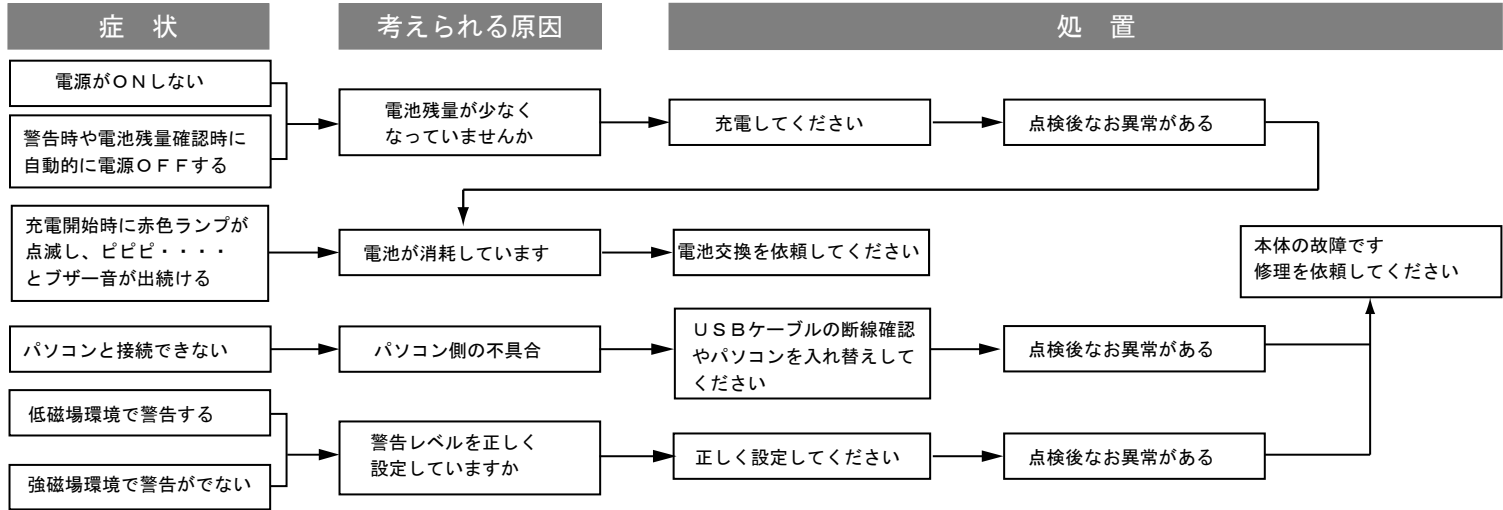 症　状
考えられる原因
処　置
電源がＯＮしない
警告時や電池残量確認時に
自動的に電源ＯＦＦする
電池残量が少なく
なっていませんか
充電してください
点検後なお異常がある
充電開始時に赤色ランプが
点滅し、ピピピ・・・・
とブザー音が出続ける
電池が消耗しています
電池交換を依頼してください
本体の故障です
修理を依頼してください
パソコンと接続できない
パソコン側の不具合
ＵＳＢケーブルの断線確認
やパソコンを入れ替えして
ください
点検後なお異常がある
低磁場環境で警告する
強磁場環境で警告がでない
警告レベルを正しく
設定していますか
正しく設定してください
点検後なお異常がある